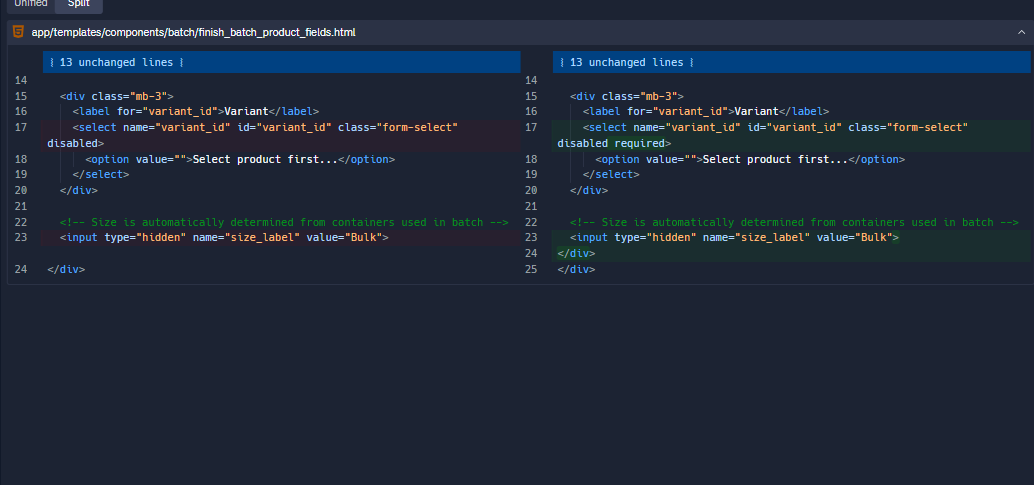 Unified Split
app/templates/components/batch/finish_batch_product_fields.html
13 unchanged lines
14
15 <div class="mb-3">
16 <label for="variant_id">Variant</label>
17 <select name="variant_id" id="variant_id" class="form-select"
disabled>
18 <option value="">Select product first...</option>
19 </select>
20 </div>
21
22 <!-- Size is automatically determined from containers used in batch -->
23 <input type="hidden" name="size_label" value="Bulk">
24 </div>
13 unchanged lines
14
15 <div class="mb-3">
16 <label for="variant_id">Variant</label>
17 <select name="variant_id" id="variant_id" class="form-select"
disabled required>
18 <option value="">Select product first...</option>
19 </select>
20 </div>
21
22 <!-- Size is automatically determined from containers used in batch -->
23 <input type="hidden" name="size_label" value="Bulk">
24 </div>
25 </div>